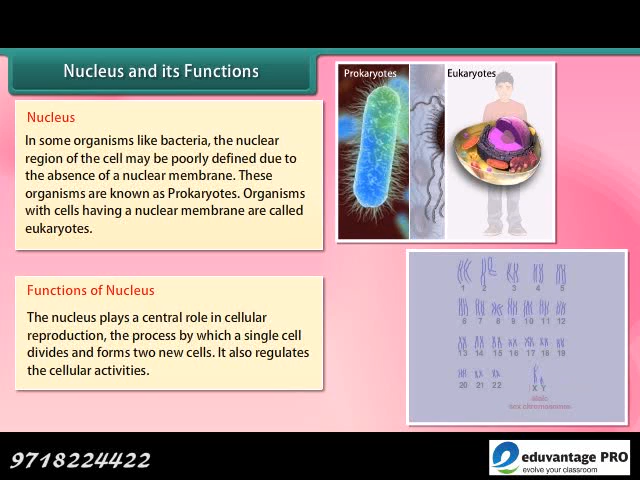 Nucleus and its Functions
Nucleus
In some organisms like bacteria, the nuclear
region of the cell may be poorly defined due to
the absence of a nuclear membrane. These
organisms are known as Prokaryotes. Organisms
with cells having a nuclear membrane are called
eukaryotes.
Prokaryotes Eukaryotes
Functions of Nucleus
The nucleus plays a central role in cellular
reproduction, the process by which a single cell
divides and forms two new cells. It also regulates
the cellular activities.
1 2 3 4 5
6 7 8 9 10 11 12
13 14 15 16 17 18 19
20 21 22 X Y
sex chromosomes
9718224422
eduvantage PRO
evolve your classroom